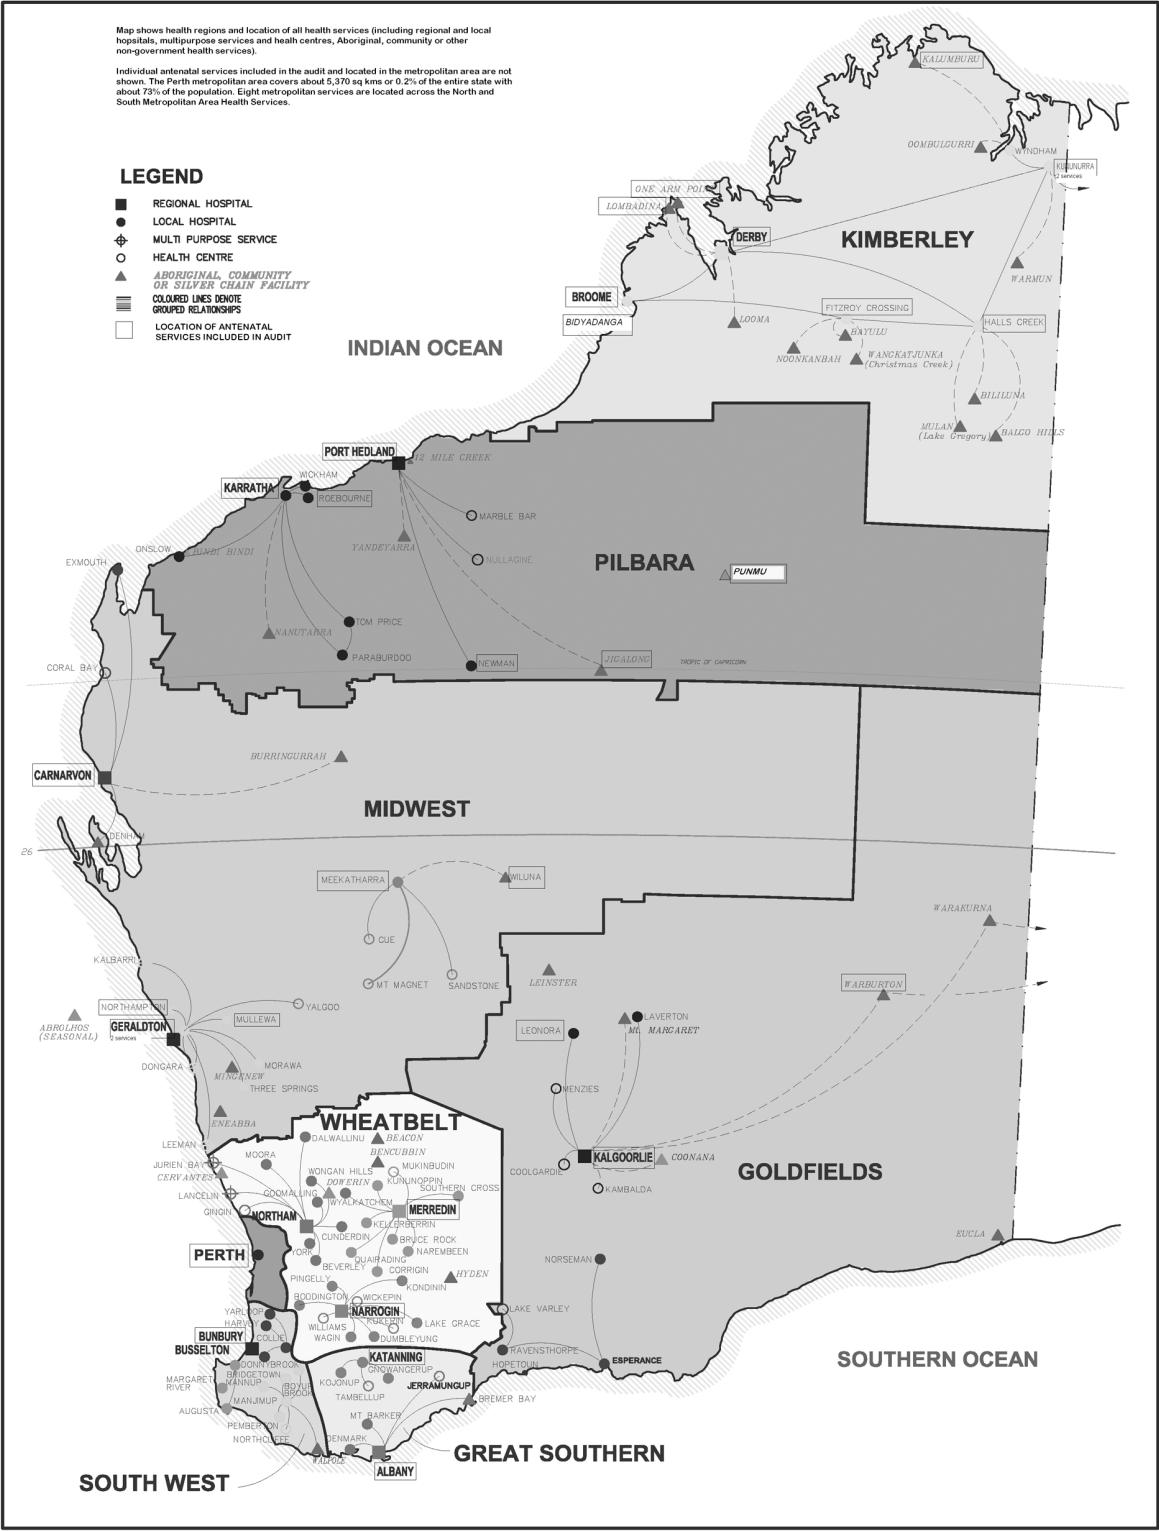 Map shows health regions and location of all health services (including regional and local
hopsitals, multipurpose services and healh centres, Aboriginal, community or other
non-government health services).
Individual antenatal services included in the audit and located in the metropolitan area are not
shown. The Perth metropolitan area covers about 5,370 sq kms or 0.2% of the entire state with
about 73% of the population. Eight metropolitan services are located across the North and
South Metropolitan Area Health Services.
LEGEND
REGIONAL HOSPITAL
LOCAL HOSPITAL
MULTI PURPOSE SERVICE
HEALTH CENTRE
ABORIGINAL, COMMUNITY
OR SILVER CHAIN FACILITY
COLOURED LINES DENOTE
GROUPED RELATIONSHIPS
LOCATION OF ANTENATAL
SERVICES INCLUDED IN AUDIT
KALUMBURU
OOMBULGURRI
WYNDHAM
KUNUNURRA
2 services
ONE ARM POINT
LOMBADINA
DERBY
KIMBERLEY
WARMUN
BROOME
BIDYADANGA
LOOMA
FITZROY CROSSING
HALLS CREEK
BAYULU
NOONKANBAH
WANGKATJUNKA
(Christmas Creek)
INDIAN OCEAN
BILILUNA
MULAN
(Lake Gregory)
BALGO HILLS
PORT HEDLAND
12 MILE CREEK
WICKHAM
KARRATHA
ROEBOURNE
MARBLE BAR
YANDEYARRA
ONSLOW
BINDI BINDI
NULLAGINE
PILBARA
PUNMU
EXMOUTH
TOM PRICE
NANUTARRA
PARABURDOO
NEWMAN
JIGALONG
TROPIC OF CAPRICORN
CORAL BAY
BURRINGURRAH
CARNARVON
MIDWEST
DENHAM
26
MEEKATHARRA
WILUNA
WARAKURNA
CUE
KALBARRI
MT MAGNET
SANDSTONE
LEINSTER
WARBURTON
NORTHAMPTON
YALGOO
ABROLHOS
(SEASONAL)
GERALDTON
2 services
MULLEWA
LEONORA
LAVERTON
Mt. MARGARET
DONGARA
MORAWA
MINGENEW
THREE SPRINGS
MENZIES
ENEABBA
WHEATBELT
LEEMAN
DALWALLINU
BEACON
BENCUBBIN
MOORA
JURIEN BAY
CERVANTES
WONGAN HILLS
MUKINBUDIN
DOWERIN
KUNUNOPPIN
COOLGARDIE
KALGOORLIE
COONANA
GOLDFIELDS
KAMBALDA
LANCELIN
GOOMALLING
WYALKATCHEM
SOUTHERN CROSS
GINGIN
NORTHAM
MERREDIN
KELLERBERRIN
CUNDERDIN
BRUCE ROCK
EUCLA
PERTH
YORK
QUAIRADING
NAREMBEEN
BEVERLEY
CORRIGIN
HYDEN
NORSEMAN
PINGELLY
KONDININ
BODDINGTON
WICKEPIN
YARLOOP
NARROGIN
LAKE VARLEY
HARVEY
WILLIAMS
KUKERIN
LAKE GRACE
BUNBURY
COLLIE
WAGIN
DUMBLEYUNG
BUSSELTON
KATANNING
RAVENSTHORPE
HOPETOUN
ESPERANCE
SOUTHERN OCEAN
DONNYBROOK
BRIDGETOWN
GNOWANGERUP
MARGARET
RIVER
NANNUP
BOYUP
BROOK
KOJONUP
JERRAMUNGUP
TAMBELLUP
AUGUSTA
MANJIMUP
BREMER BAY
PEMBERTON
MT BARKER
NORTHCLIFFE
DENMARK
WALPOLE
ALBANY
GREAT SOUTHERN
SOUTH WEST